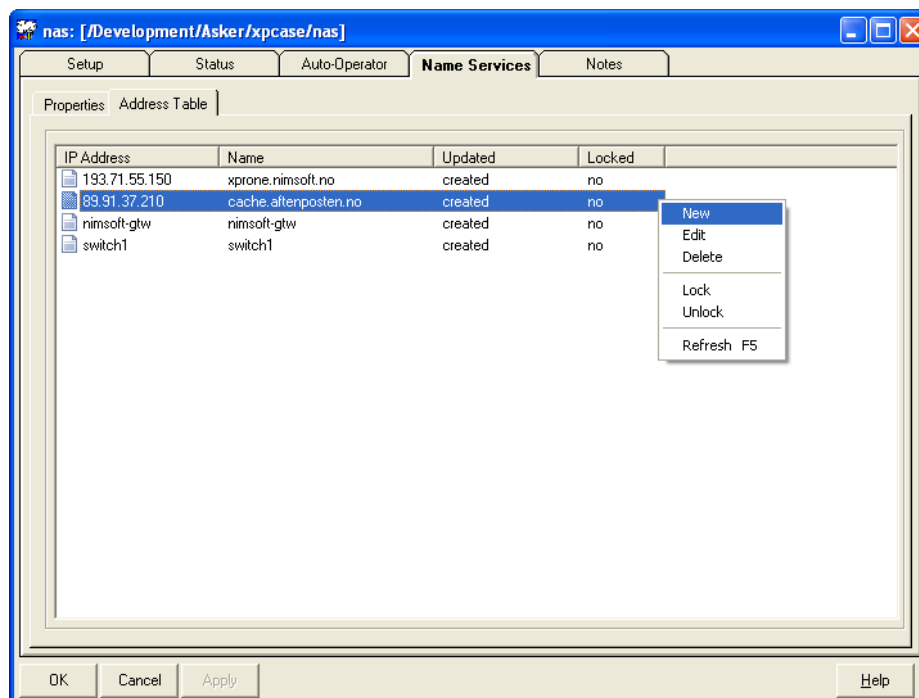 nas: [/Development/Asker/xpcase/nas]
Setup Status Auto-Operator Name Services Notes
Properties Address Table
IP Address Name Updated Locked
193.71.55.150 xprone.nimsoft.no created no
89.91.37.210 cache.aftenposten.no created no
nimsoft-gtw nimsoft-gtw created no
switch1 switch1 created no
New
Edit
Delete
Lock
Unlock
Refresh F5
OK Cancel Apply Help